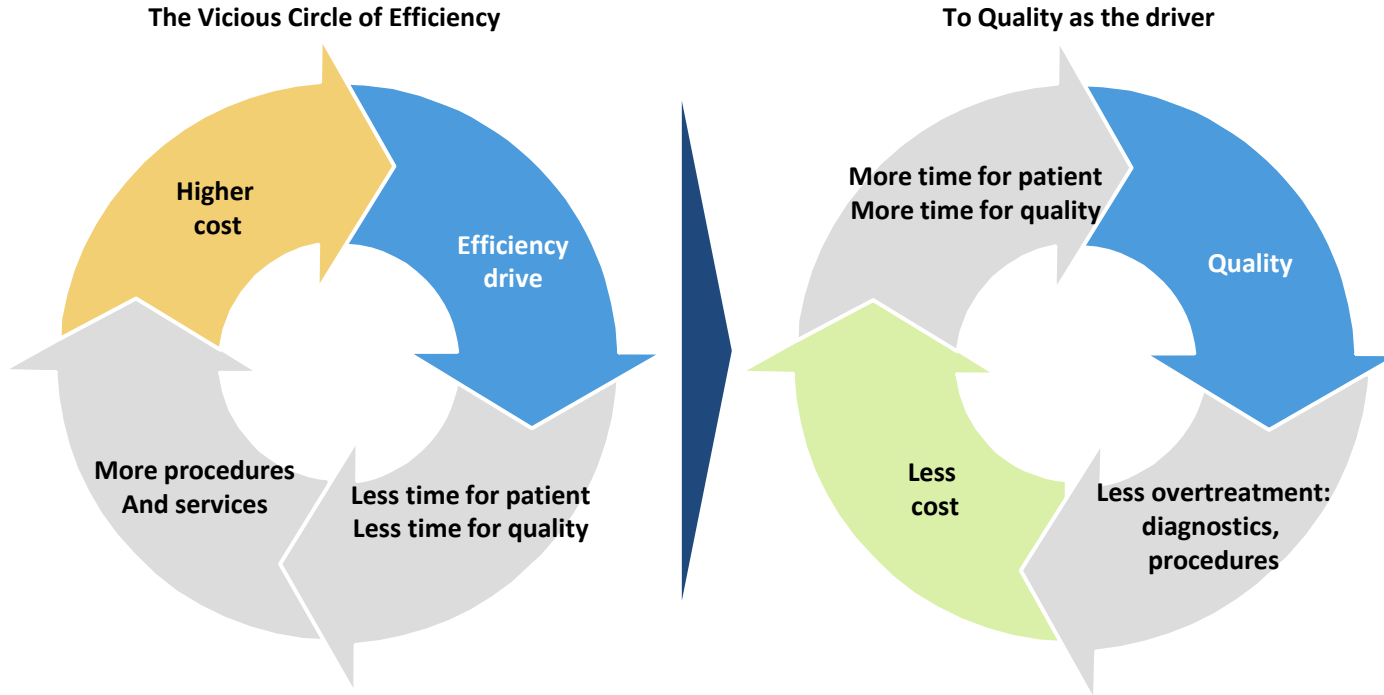 The Vicious Circle of Efficiency
Higher
cost
Efficiency
drive
Less time for patient
Less time for quality
More procedures
And services
To Quality as the driver
More time for patient
More time for quality
Quality
Less overtreatment:
diagnostics,
procedures
Less
cost